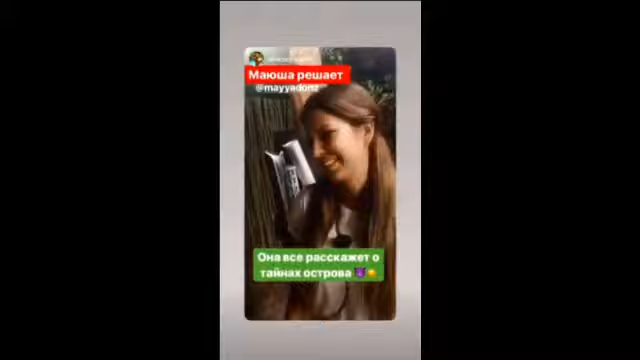 Маюша решает
@mayyadonz
Она все расскажет о
тайнах острова 😈😏